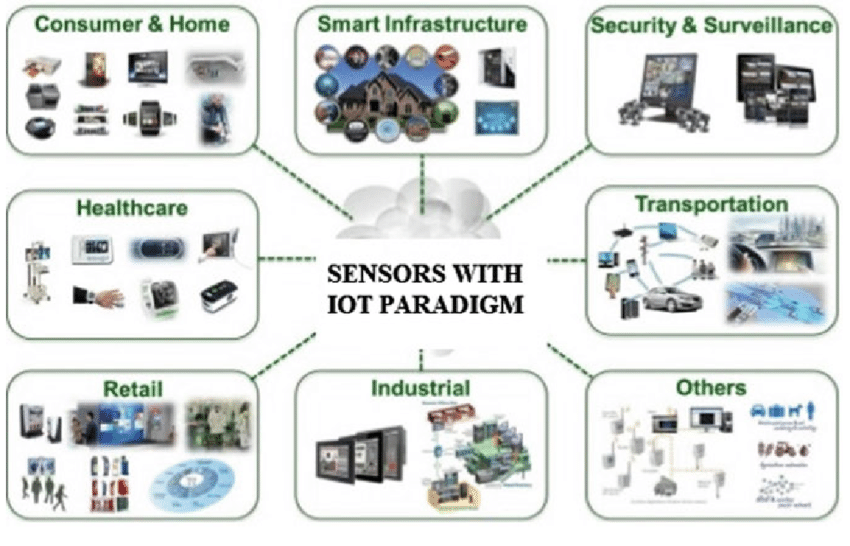 Consumer & Home
Smart Infrastructure
Security & Surveillance
Healthcare
Transportation
SENSORS WITH
IOT PARADIGM
Retail
Industrial
Others